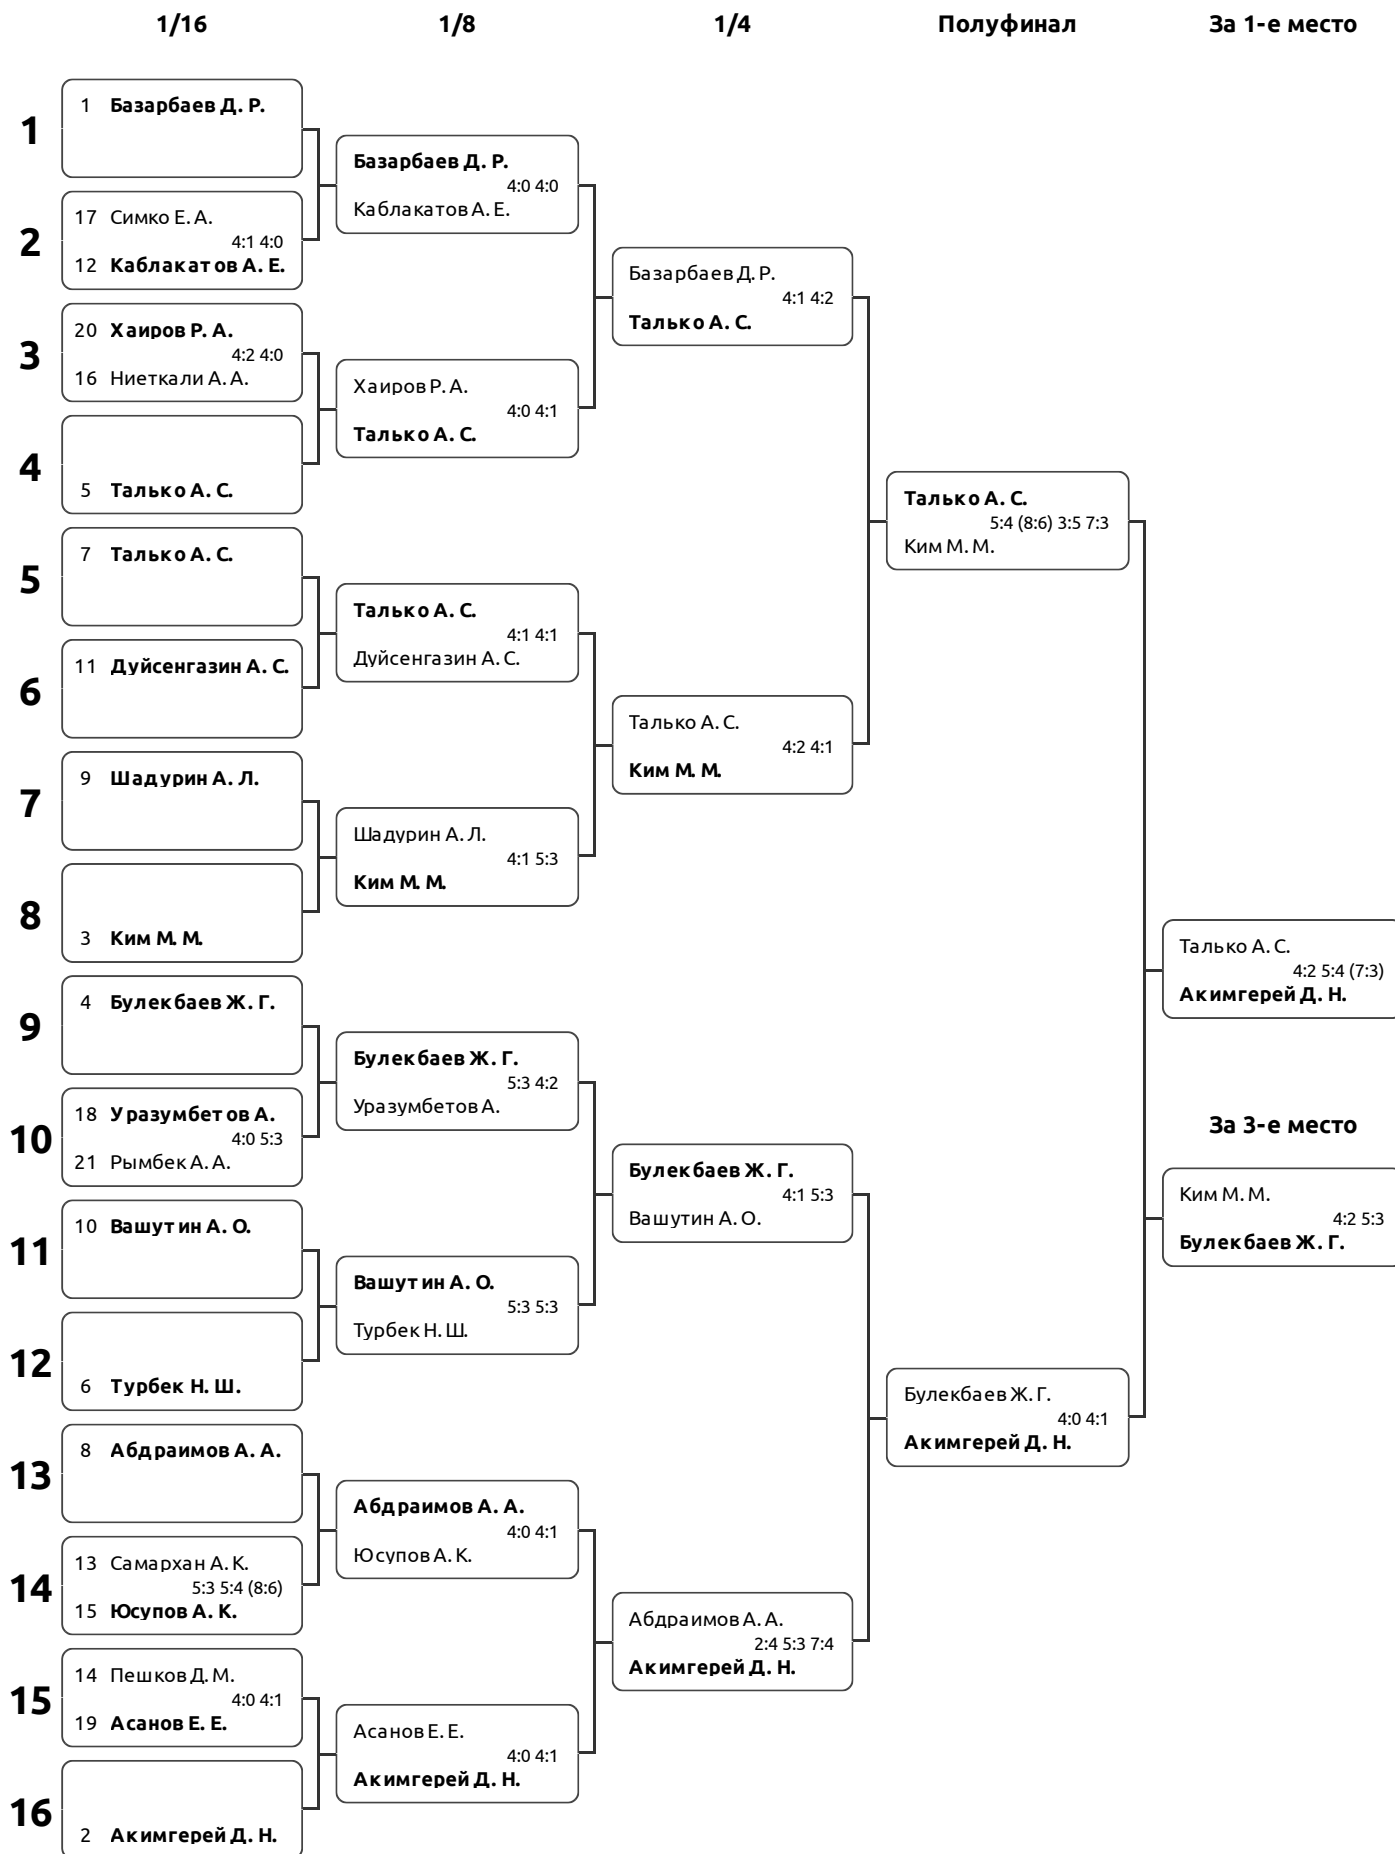 1/16
1/8
1/4
Полуфинал
За 1-е место
1
1 Базарбаев Д. Р.
2
17 Симко Е. А.
4:1 4:0
12 Каблакатов А. Е.
3
20 Хаиров Р. А.
4:2 4:0
16 Ниеткали А. А.
4
5 Талько А. С.
5
7 Талько А. С.
6
11 Дуйсенгазин А. С.
7
9 Шадурин А. Л.
8
3 Ким М. М.
9
4 Булекбаев Ж. Г.
10
18 Уразумбетов А.
4:0 5:3
21 Рымбек А. А.
11
10 Вашутин А. О.
12
6 Турбек Н. Ш.
13
8 Абдраимов А. А.
14
13 Самархан А. К.
5:3 5:4 (8:6)
15 Юсупов А. К.
15
14 Пешков Д. М.
4:0 4:1
19 Асанов Е. Е.
16
2 Акимгерей Д. Н.
Базарбаев Д. Р.
4:0 4:0
Каблакатов А. Е.
Хаиров Р. А.
4:0 4:1
Талько А. С.
Талько А. С.
4:1 4:1
Дуйсенгазин А. С.
Шадурин А. Л.
4:1 5:3
Ким М. М.
Булекбаев Ж. Г.
5:3 4:2
Уразумбетов А.
Вашутин А. О.
5:3 5:3
Турбек Н. Ш.
Абдраимов А. А.
4:0 4:1
Юсупов А. К.
Асанов Е. Е.
4:0 4:1
Акимгерей Д. Н.
Базарбаев Д. Р.
4:1 4:2
Талько А. С.
Талько А. С.
4:2 4:1
Ким М. М.
Булекбаев Ж. Г.
4:1 5:3
Вашутин А. О.
Абдраимов А. А.
2:4 5:3 7:4
Акимгерей Д. Н.
Талько А. С.
5:4 (8:6) 3:5 7:3
Ким М. М.
Булекбаев Ж. Г.
4:0 4:1
Акимгерей Д. Н.
Талько А. С.
4:2 5:4 (7:3)
Акимгерей Д. Н.
За 3-е место
Ким М. М.
4:2 5:3
Булекбаев Ж. Г.